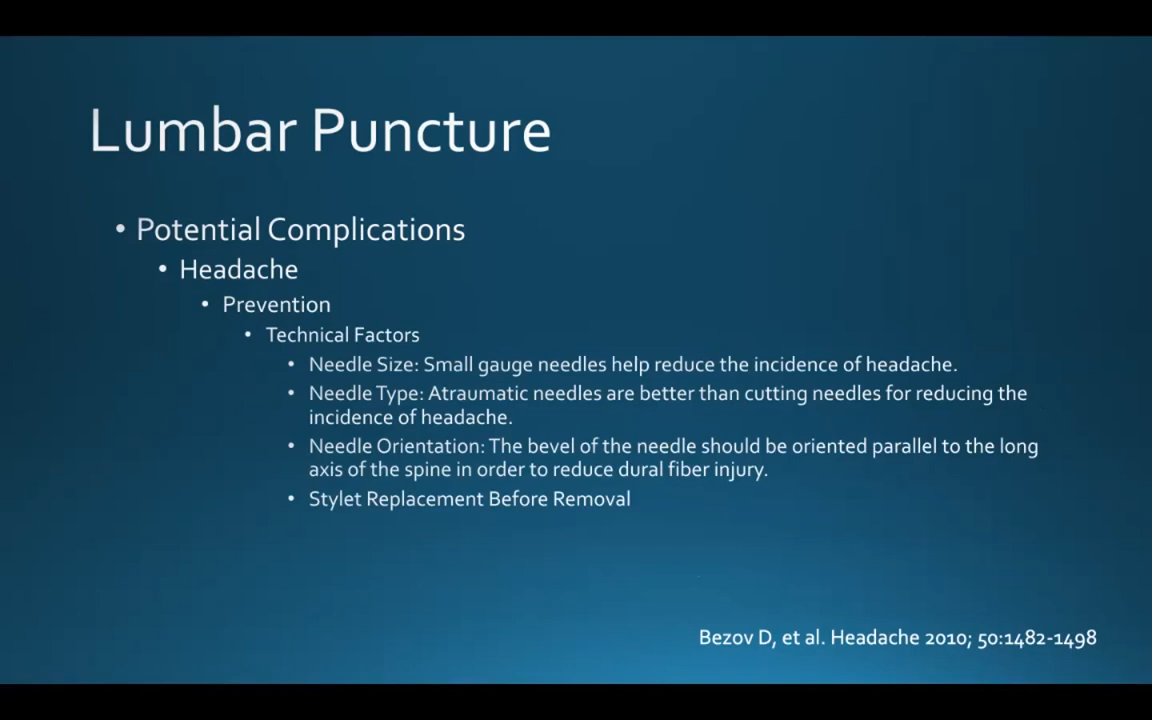 Lumbar Puncture
• Potential Complications
• Headache
• Prevention
• Technical Factors
• Needle Size: Small gauge needles help reduce the incidence of headache.
• Needle Type: Atraumatic needles are better than cutting needles for reducing the
incidence of headache.
• Needle Orientation: The bevel of the needle should be oriented parallel to the long
axis of the spine in order to reduce dural fiber injury.
• Stylet Replacement Before Removal
Bezov D, et al. Headache 2010; 50:1482-1498